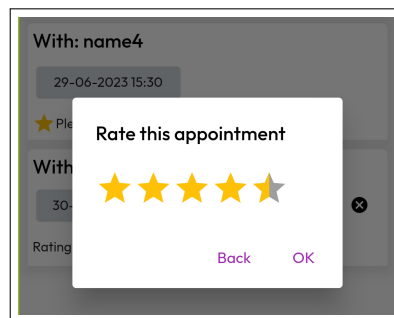 With: name4
29-06-2023 15:30
Ple
Rate this appointment
With
30-
Rating
Back OK